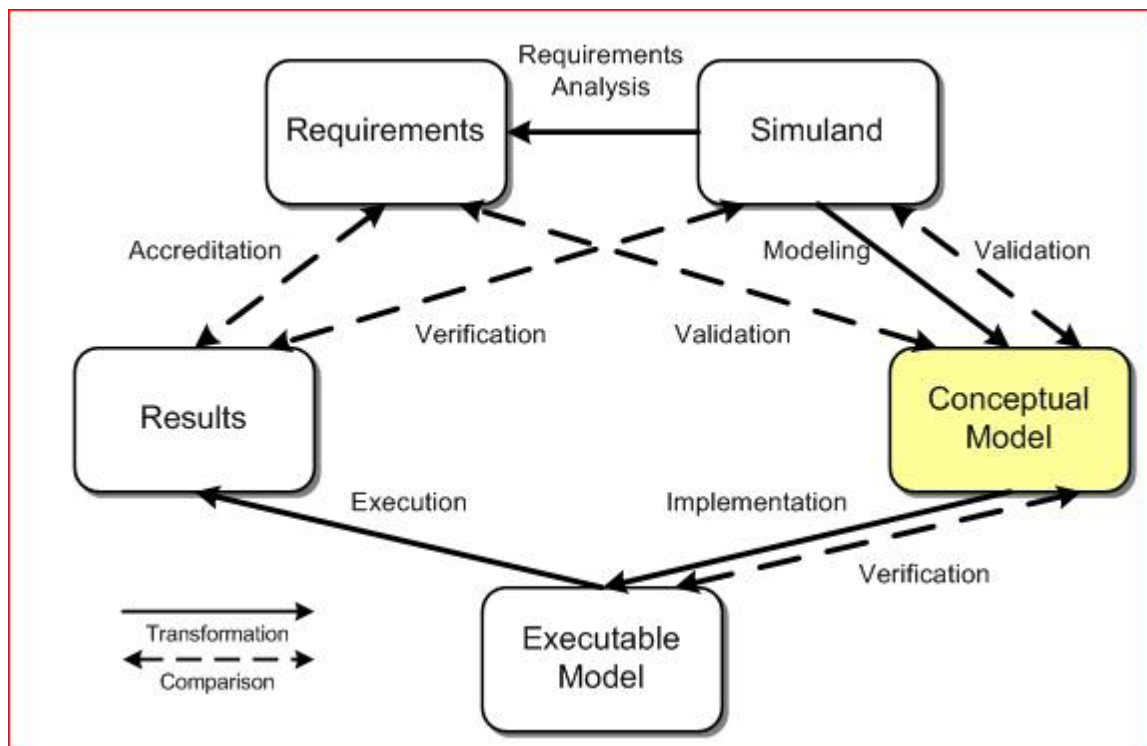 Requirements
Analysis
Requirements
Simuland
Accreditation
Modeling
Validation
Verification
Validation
Results
Conceptual
Model
Execution
Implementation
Verification
Transformation
Comparison
Executable
Model